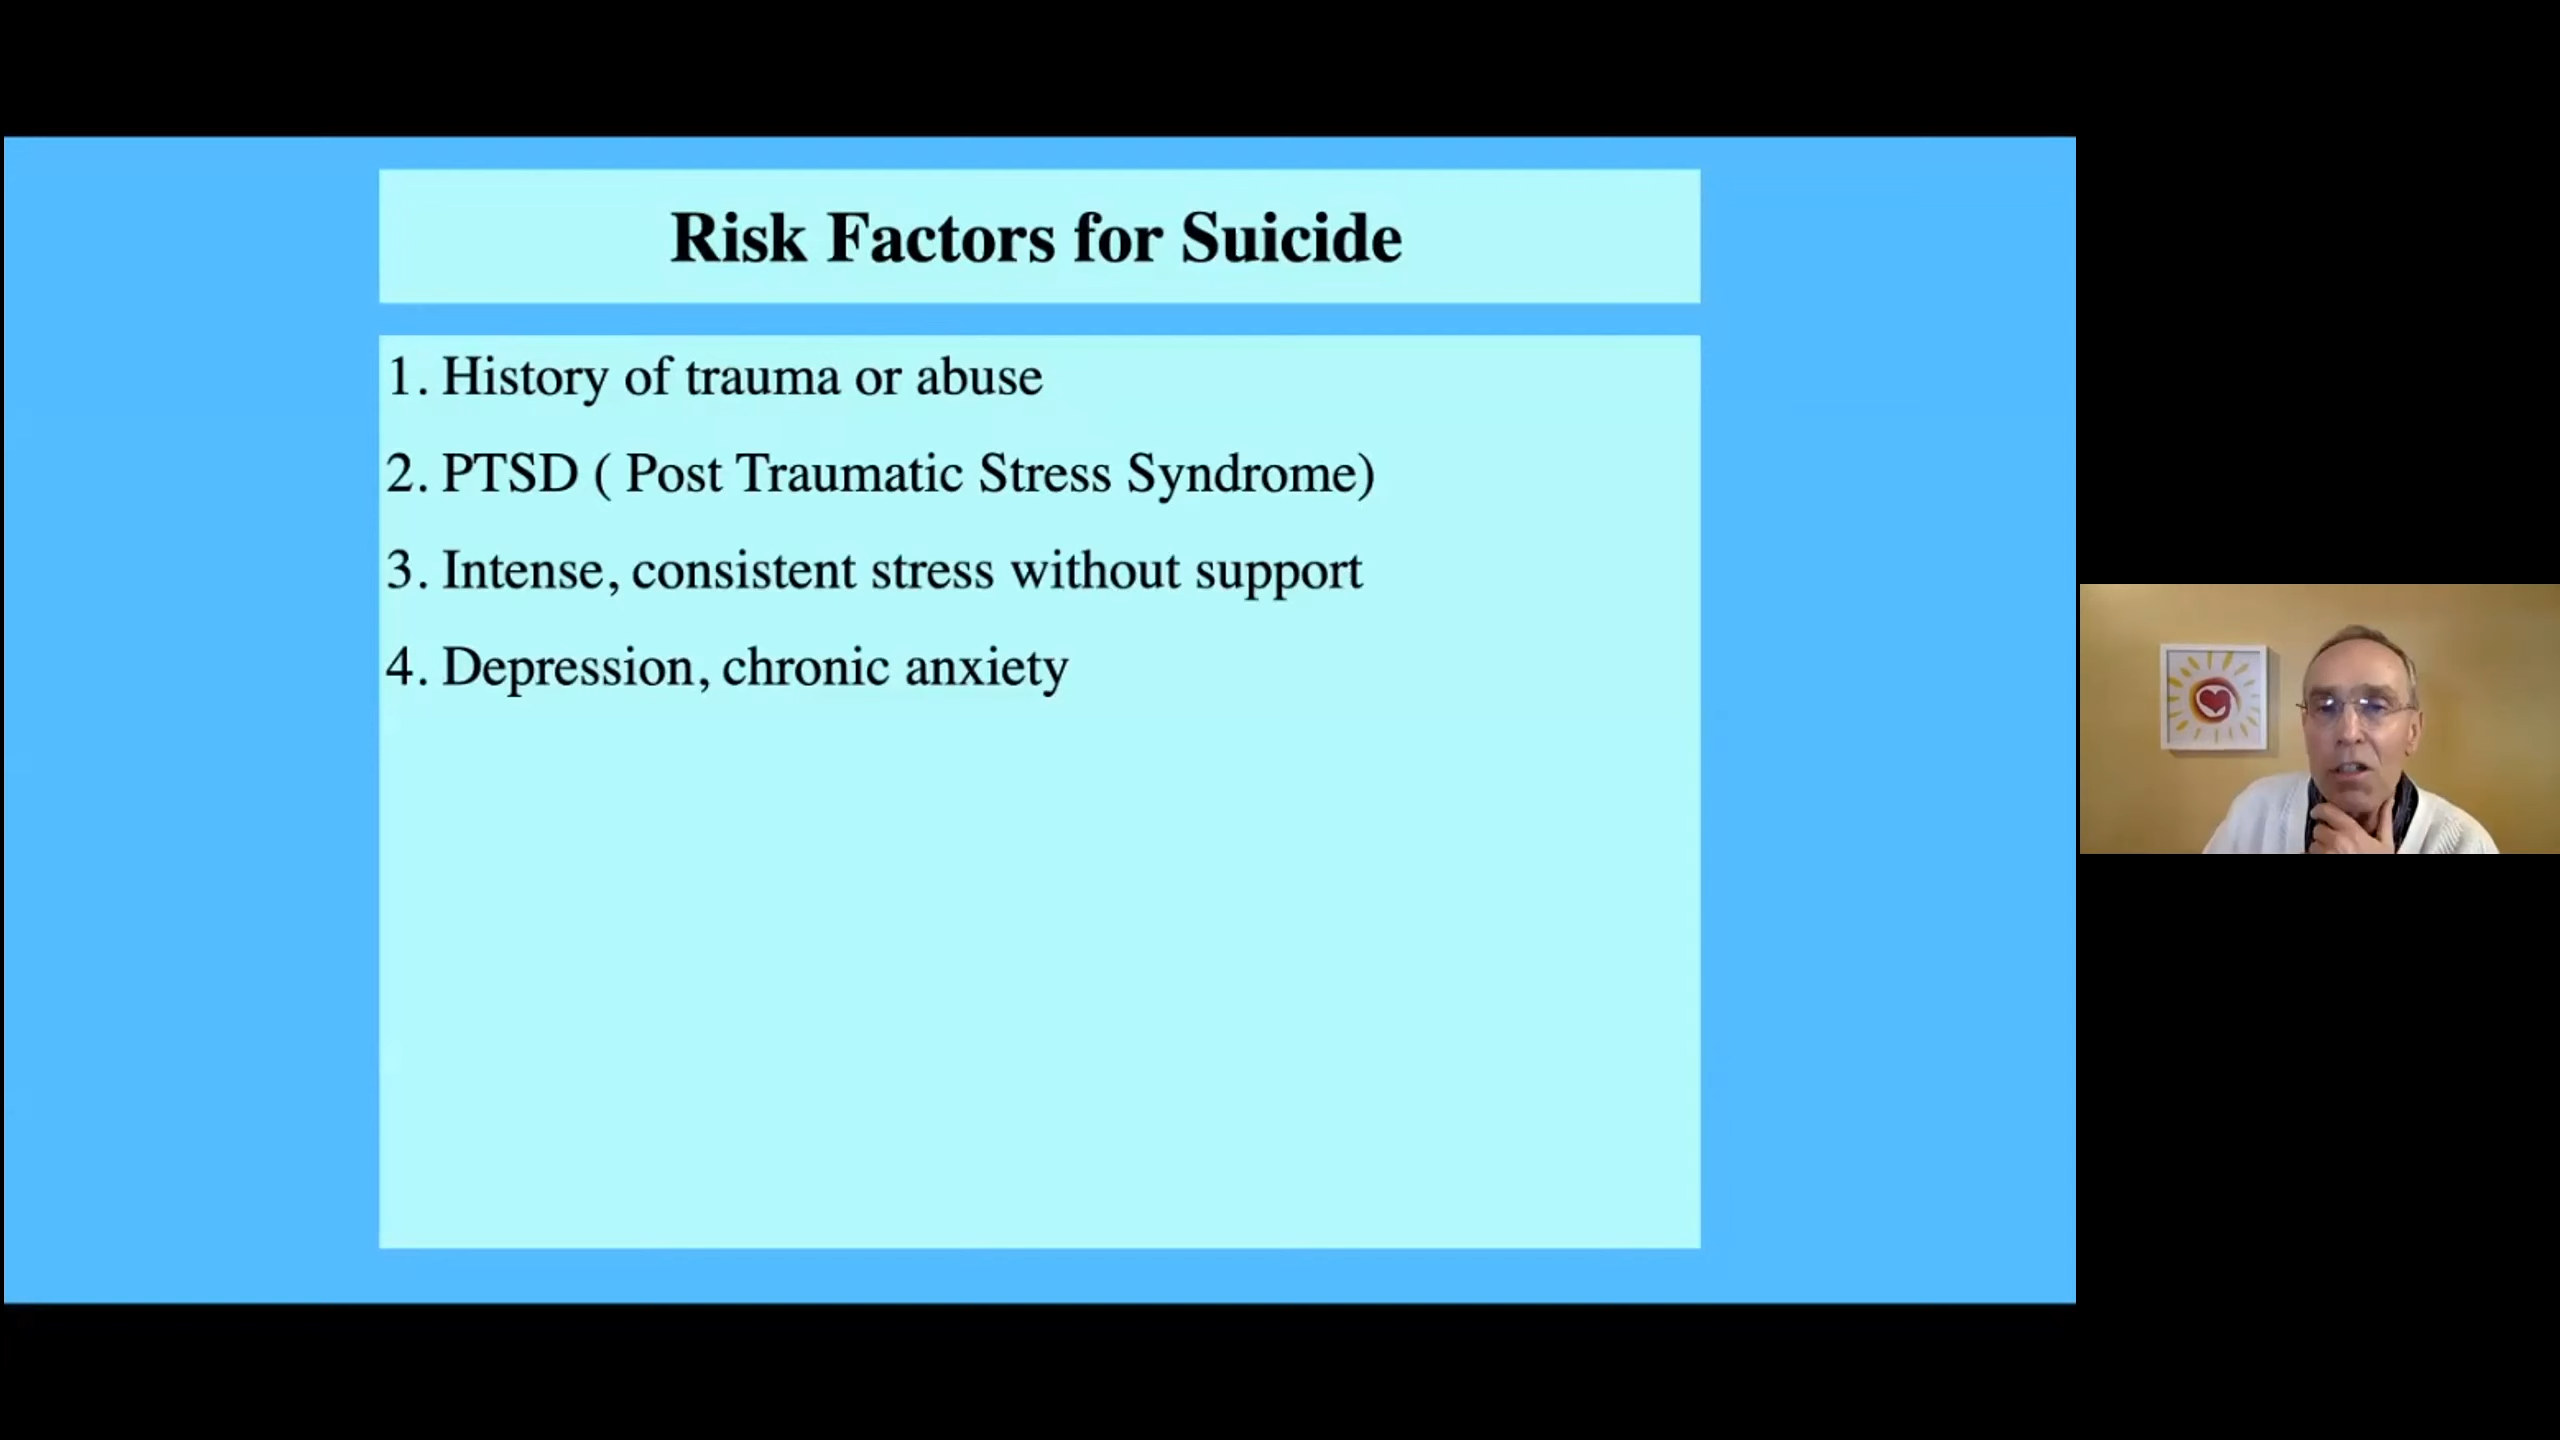 Risk Factors for Suicide
1. History of trauma or abuse
2. PTSD ( Post Traumatic Stress Syndrome)
3. Intense, consistent stress without support
4. Depression, chronic anxiety